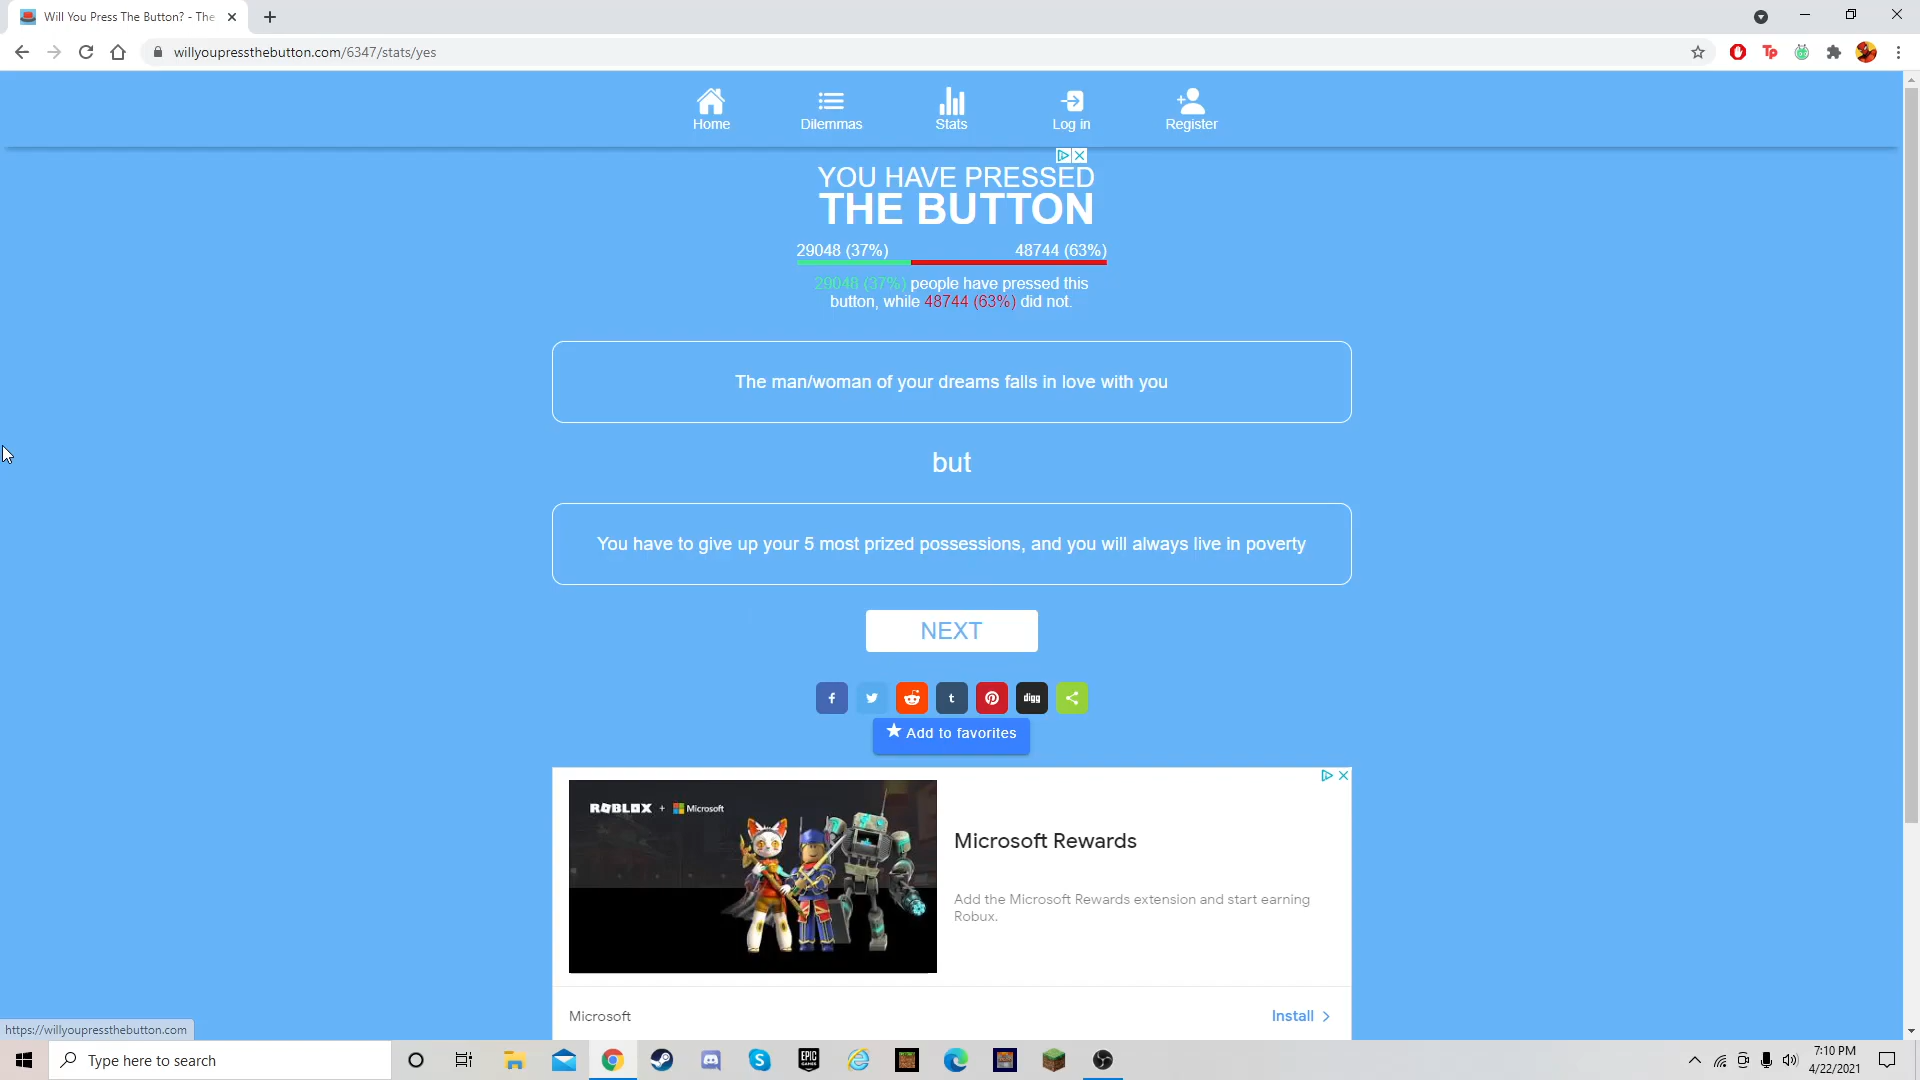 Will You Press The Button? - The
willyoupressthebutton.com/6347/stats/yes
Home
Dilemmas
Stats
Log in
Register
YOU HAVE PRESSED
THE BUTTON
29048 (37%) 48744 (63%)
29048 (37%) people have pressed this
button, while 48744 (63%) did not.
The man/woman of your dreams falls in love with you
but
You have to give up your 5 most prized possessions, and you will always live in poverty
NEXT
digg
Add to favorites
ROBLOX + Microsoft
Microsoft Rewards
Add the Microsoft Rewards extension and start earning
Robux.
Microsoft
Install
https://willyoupressthebutton.com
Type here to search
EPIC
GAMES
7:10 PM
4/22/2021